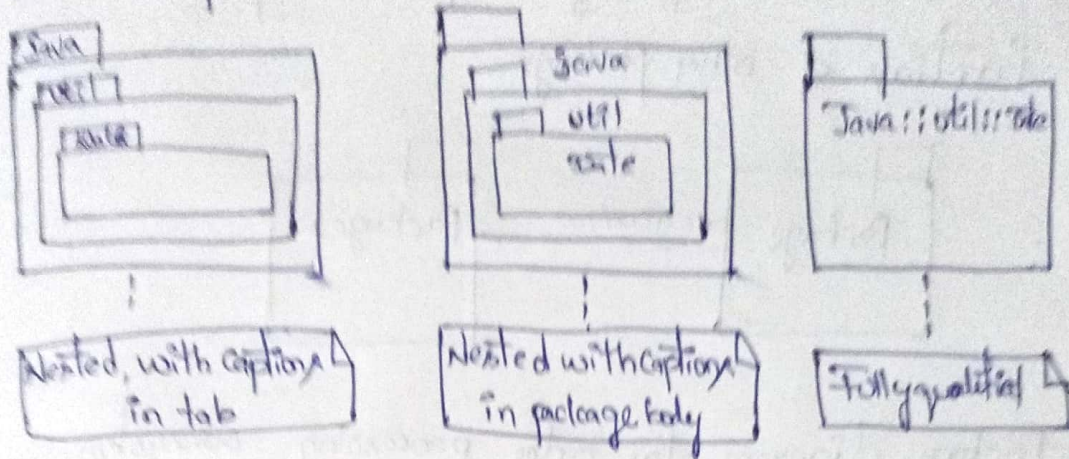 Java
util
Java
util
Java::util::
Nested, with captions
in tab
Nested with captions
in package body
Fully qualified